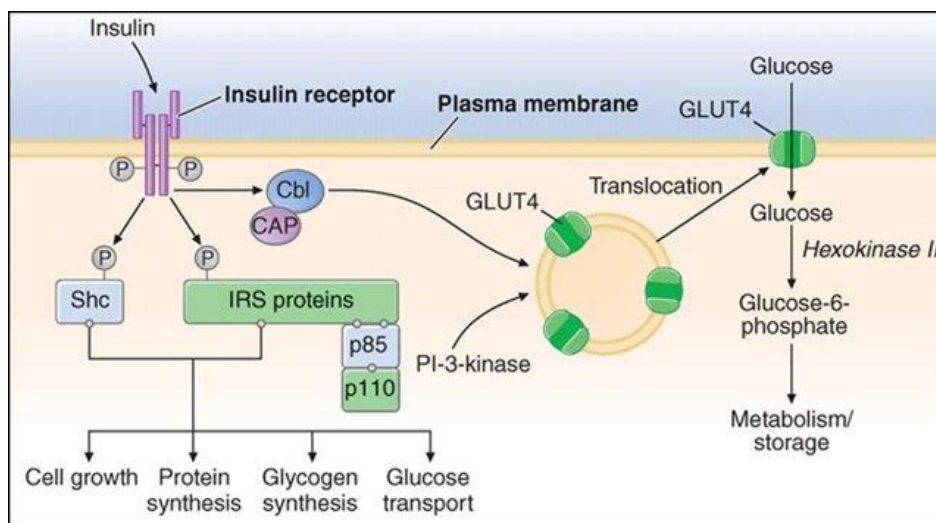 Insulin
Insulin receptor
Plasma membrane
Glucose
GLUT4
P
P
Cbl
CAP
GLUT4
Translocation
Glucose
Hexokinase II
P
P
Shc
IRS proteins
p85
p110
PI-3-kinase
Glucose-6-
phosphate
Metabolism/
storage
Cell growth
Protein
synthesis
Glycogen
synthesis
Glucose
transport